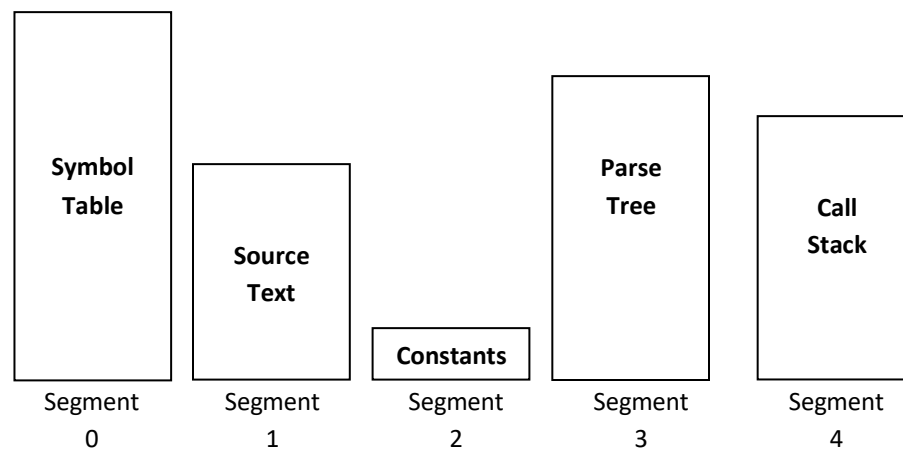 Symbol
Table
Source
Text
Constants
Parse
Tree
Call
Stack
Segment
0
Segment
1
Segment
2
Segment
3
Segment
4